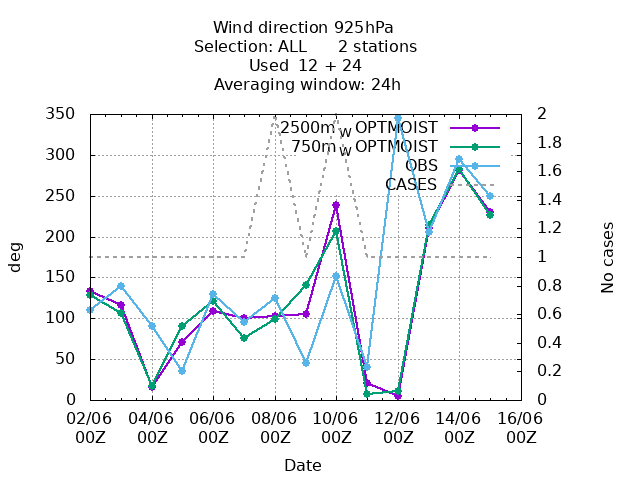 Wind direction 925hPa
Selection: ALL 2 stations
Used 12 + 24
Averaging window: 24h
2500m_W OPTMOIST
750m_W OPTMOIST
OBS
CASES
350
300
250
200
150
100
50
0
deg
2
1.8
1.6
1.4
1.2
1
0.8
0.6
0.4
0.2
0
No cases
02/06 04/06 06/06 08/06 10/06 12/06 14/06 16/06
00Z 00Z 00Z 00Z 00Z 00Z 00Z 00Z
Date